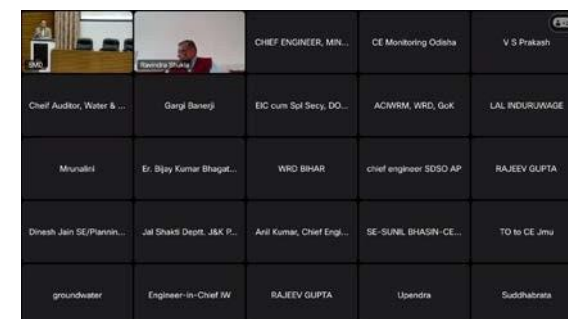 BMD
Ravindra Shukla
CHIEF ENGINEER, MIN...
CE Monitoring Odisha
V S Prakash
Cheif Auditor, Water & ...
Gargi Banerji
EIC cum Spl Secy, DO...
ACIWRM, WRD, GoK
LAL INDURUWAGE
Mrunalini
Er. Bijay Kumar Bhagat...
WRD BIHAR
chief engineer SDSO AP
RAJEEV GUPTA
Dinesh Jain SE/Plannin...
Jal Shakti Deptt. J&K P...
Anil Kumar, Chief Engi...
SE-SUNIL BHASIN-CE...
TO to CE Jmu
groundwater
Engineer-in-Chief IW
RAJEEV GUPTA
Upendra
Suddhabrata